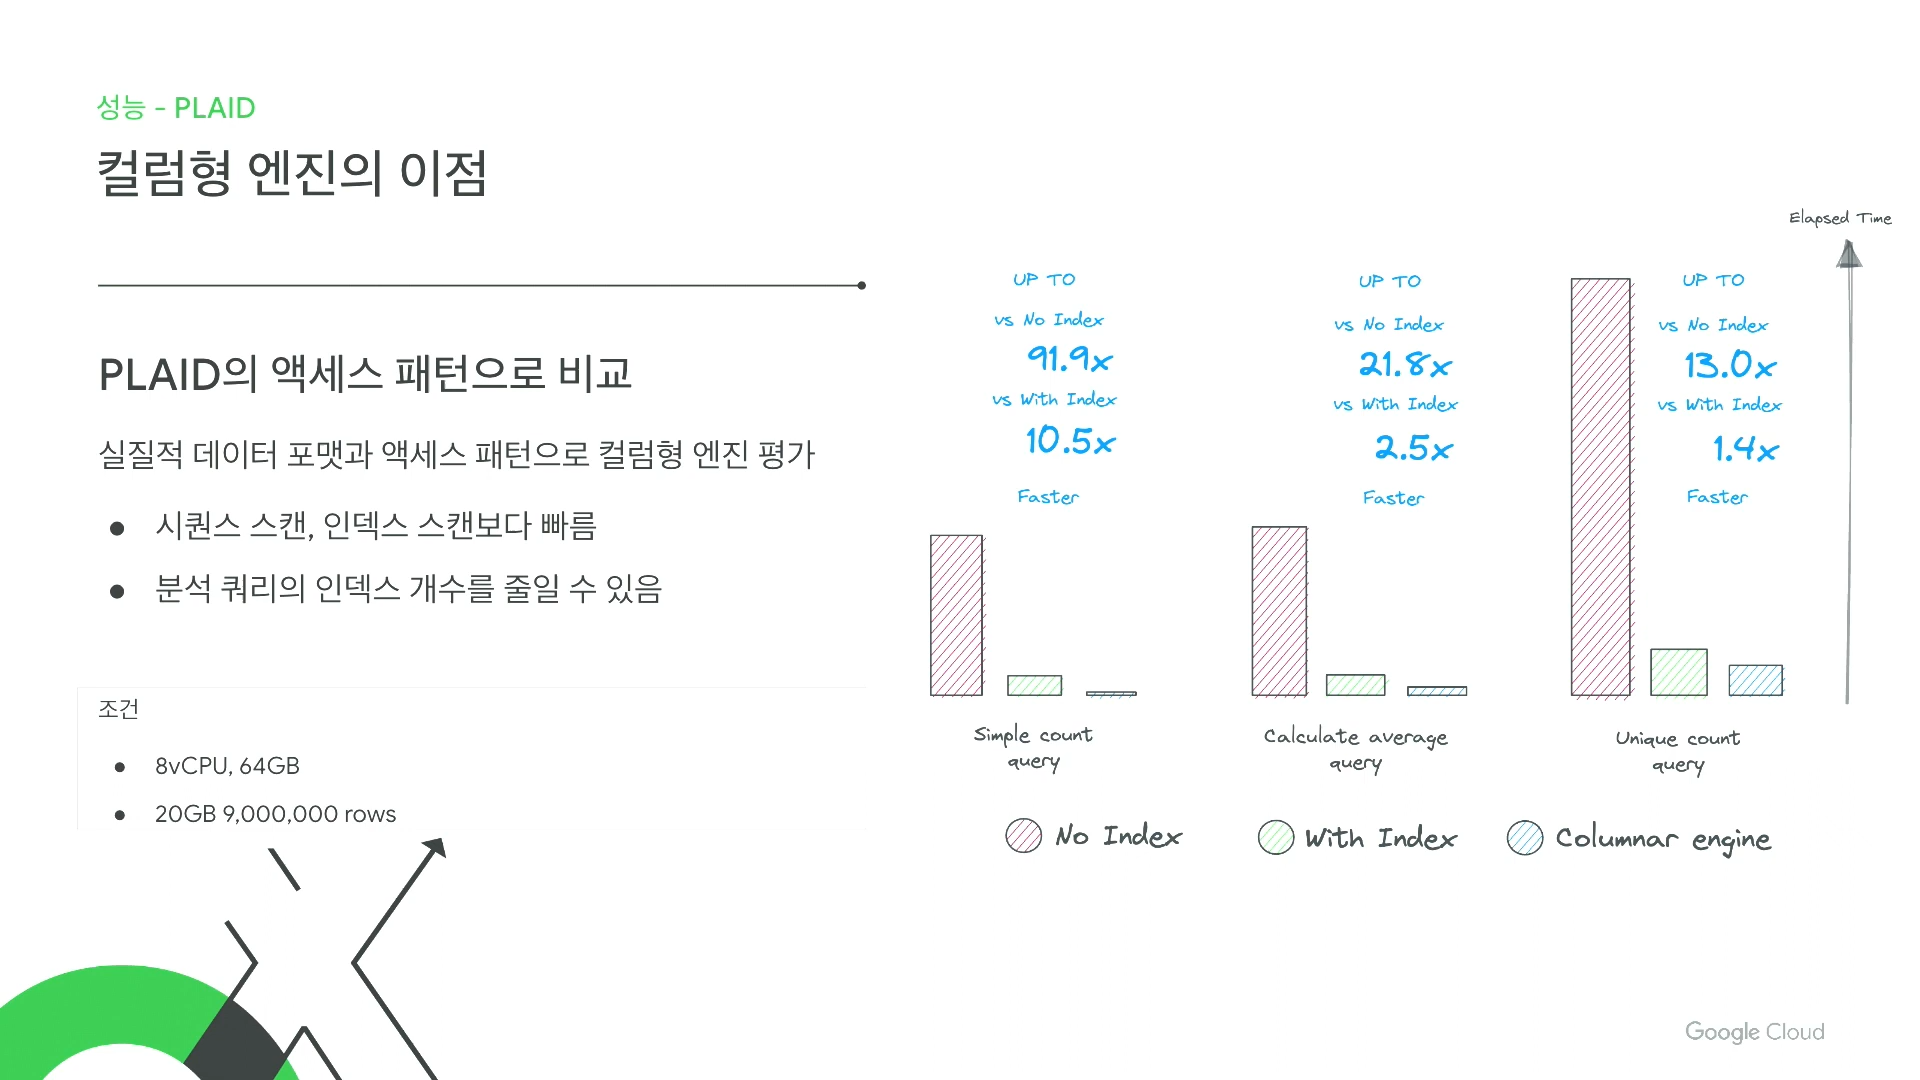 성능 - PLAID
컬럼형 엔진의 이점
PLAID의 액세스 패턴으로 비교
실질적 데이터 포맷과 액세스 패턴으로 컬럼형 엔진 평가
● 시퀀스 스캔, 인덱스 스캔보다 빠름
● 분석 쿼리의 인덱스 개수를 줄일 수 있음
조건
● 8vCPU, 64GB
● 20GB 9,000,000 rows
Elapsed Time
UP TO
vs No Index
91.9x
vs With Index
10.5x
Faster
UP TO
vs No Index
21.8x
vs With Index
2.5x
Faster
UP TO
vs No Index
13.0x
vs With Index
1.4x
Faster
Simple count
query
Calculate average
query
Unique count
query
No Index
With Index
Columnar engine
Google Cloud